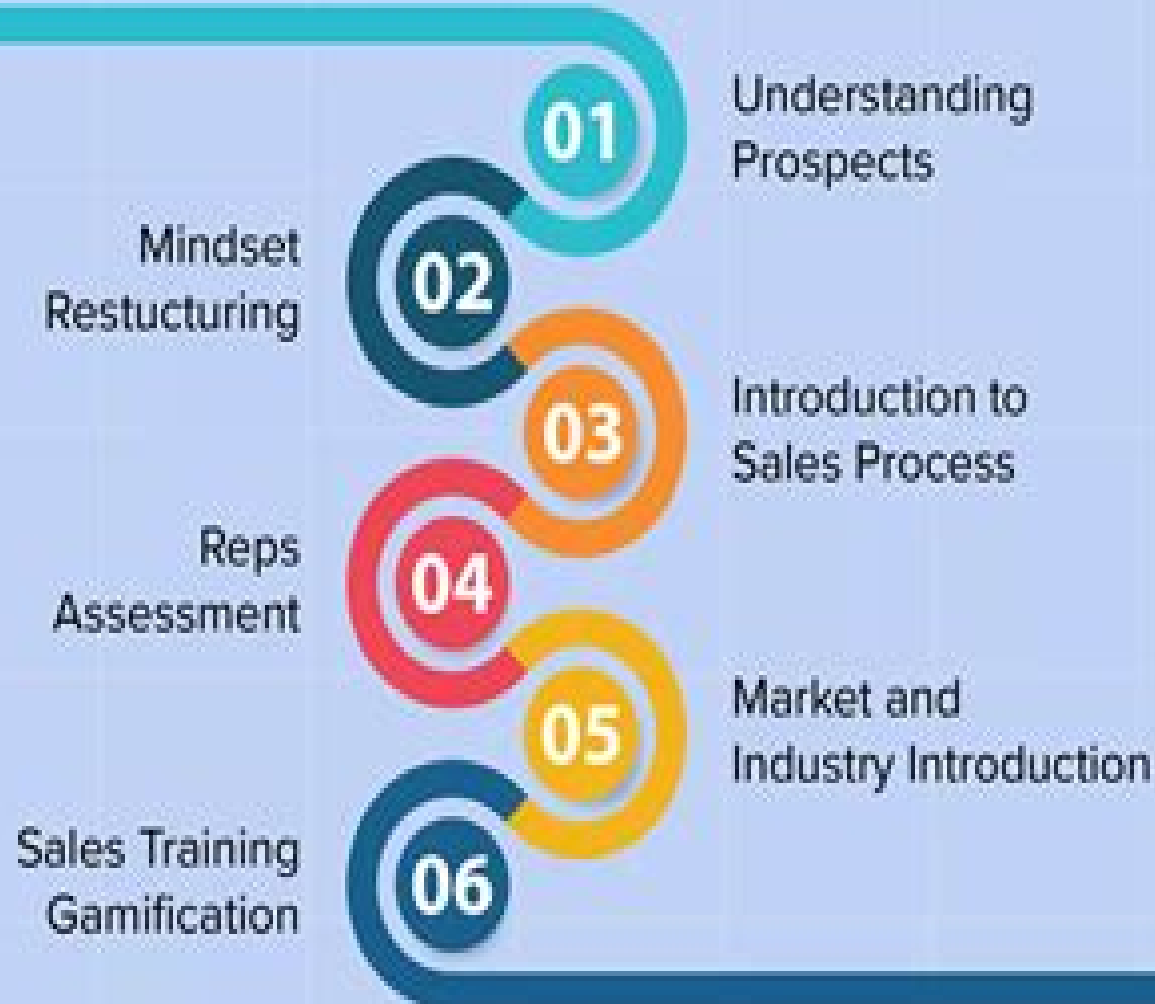 01
Understanding
Prospects
02
Mindset
Restucturing
03
Introduction to
Sales Process
04
Reps
Assessment
05
Market and
Industry Introduction
06
Sales Training
Gamification